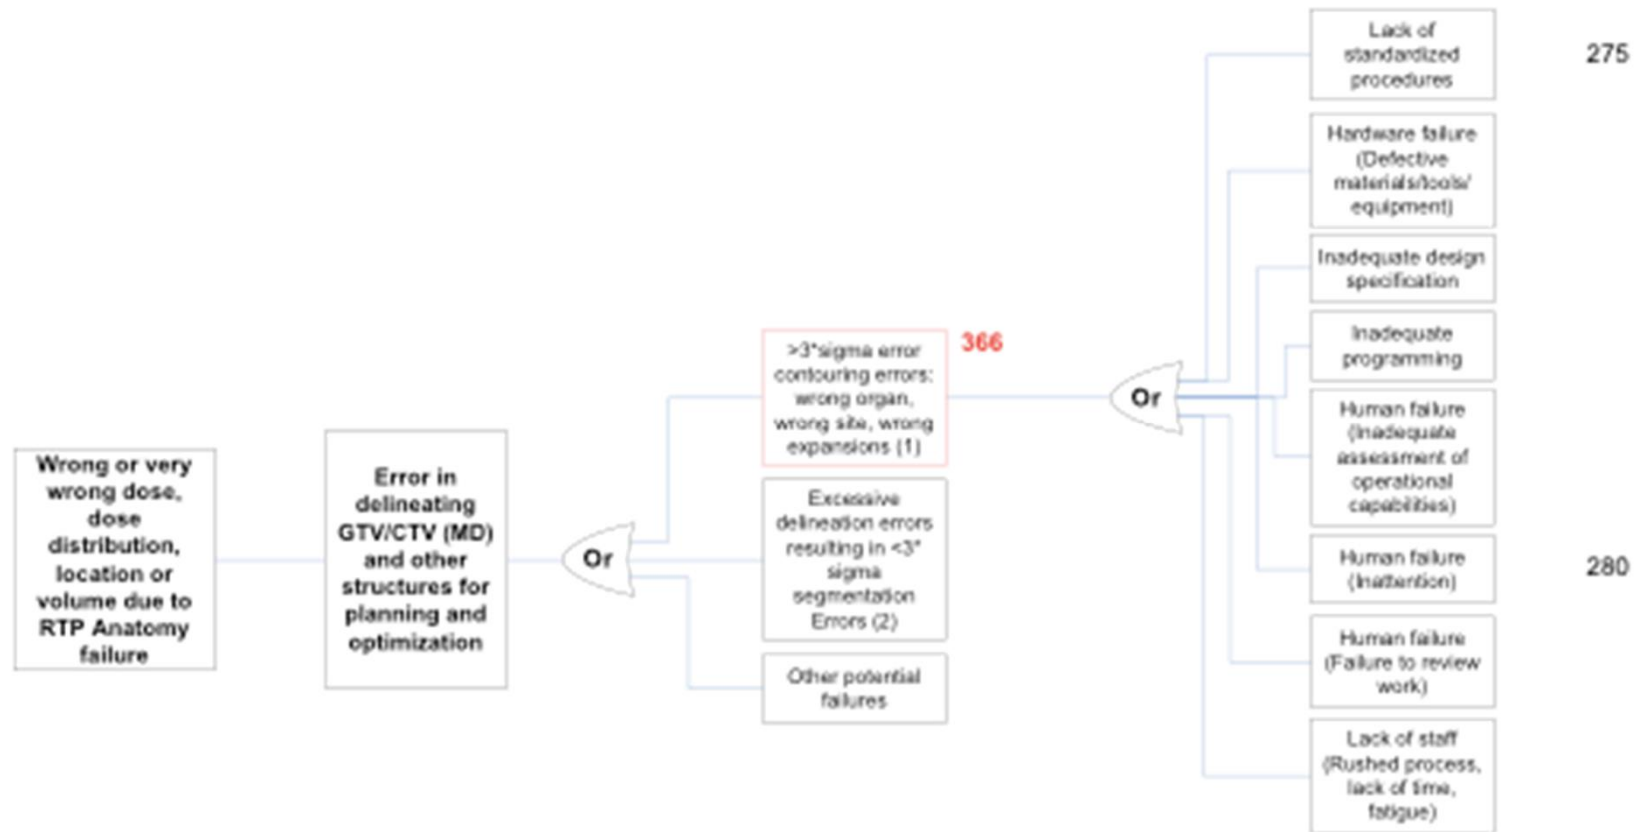 Wrong or very
wrong dose,
dose
distribution,
location or
volume due to
RTP Anatomy
failure
Error in
delineating
GTV/CTV (MD)
and other
structures for
planning and
optimization
Or
>3*sigma error
contouring errors:
wrong organ,
wrong site, wrong
expansions (1)
366
Excessive
delineation errors
resulting in <3*
sigma
segmentation
Errors (2)
Other potential
failures
Or
Lack of
standardized
procedures
275
Hardware failure
(Defective
materials/tools/
equipment)
Inadequate design
specification
Inadequate
programming
Human failure
(Inadequate
assessment of
operational
capabilities)
Human failure
(Inattention)
280
Human failure
(Failure to review
work)
Lack of staff
(Rushed process,
lack of time,
fatigue)